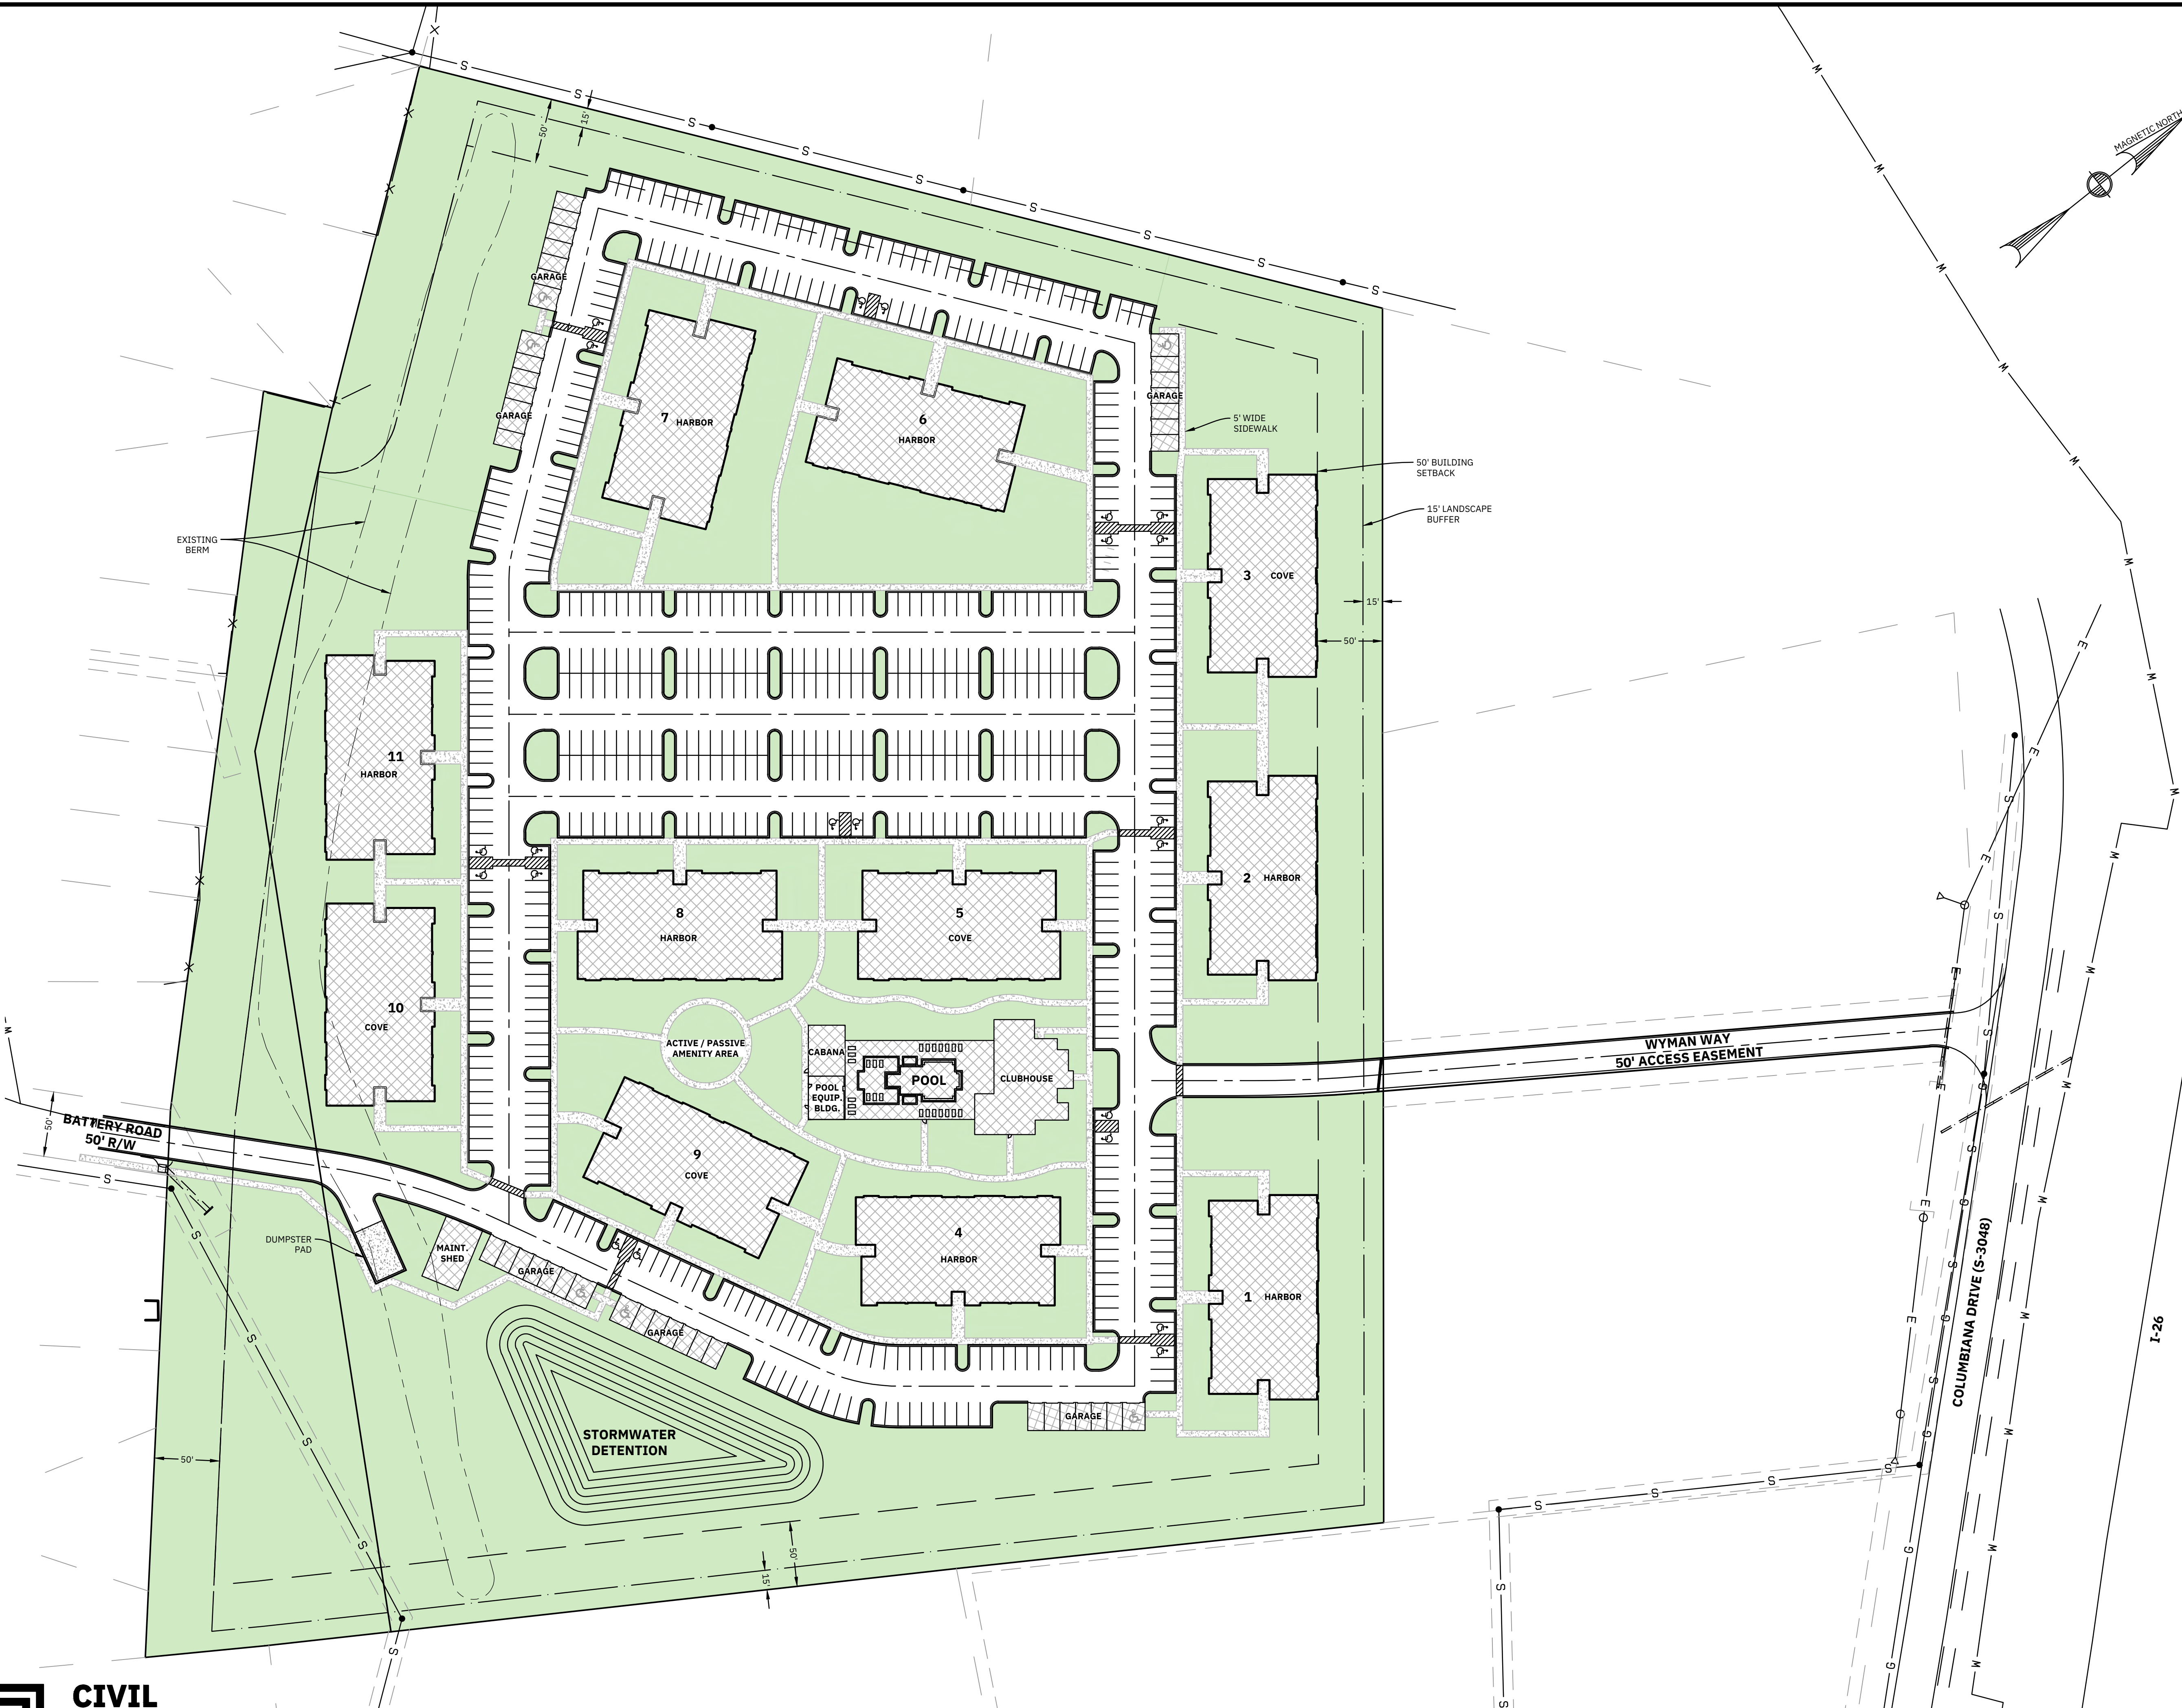 MAGNETIC NORTH
50'
15'
GARAGE
GARAGE
GARAGE
7 HARBOR
6
HARBOR
5' WIDE
SIDEWALK
50' BUILDING
SETBACK
15' LANDSCAPE
BUFFER
EXISTING
BERM
3 COVE
15'
50'
11
HARBOR
2 HARBOR
8
HARBOR
5
COVE
10
COVE
ACTIVE / PASSIVE
AMENITY AREA
CABANA
POOL
EQUIP.
BLDG.
POOL
CLUBHOUSE
WYMAN WAY
50' ACCESS EASEMENT
50'
BATTERY ROAD
50' R/W
9
COVE
4
HARBOR
1 HARBOR
DUMPSTER
PAD
MAINT.
SHED
GARAGE
GARAGE
GARAGE
STORMWATER
DETENTION
COLUMBIANA DRIVE (S-3048)
I-26
50'
50'
15'
CIVIL